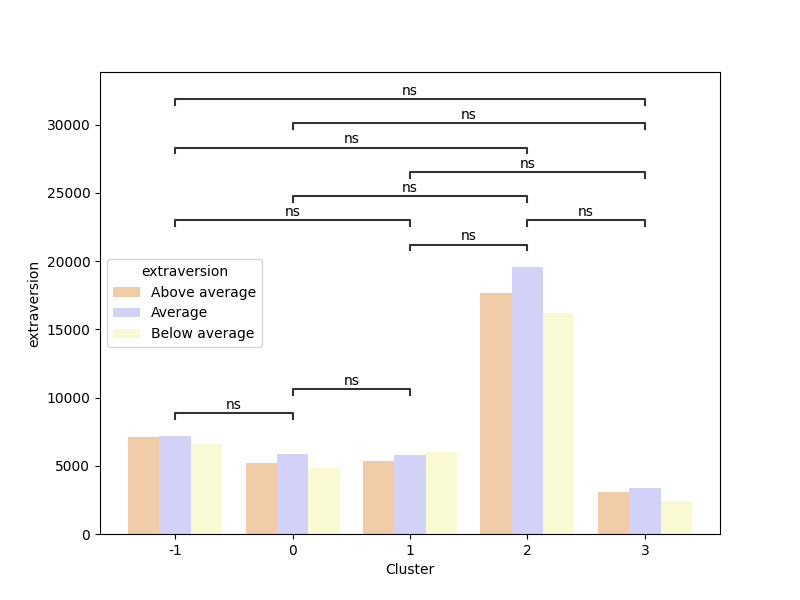 ns
ns
ns
ns
ns
ns
ns
ns
ns
ns
30000
25000
20000
15000
10000
5000
0
extraversion
extraversion
Above average
Average
Below average
-1 0 1 2 3
Cluster